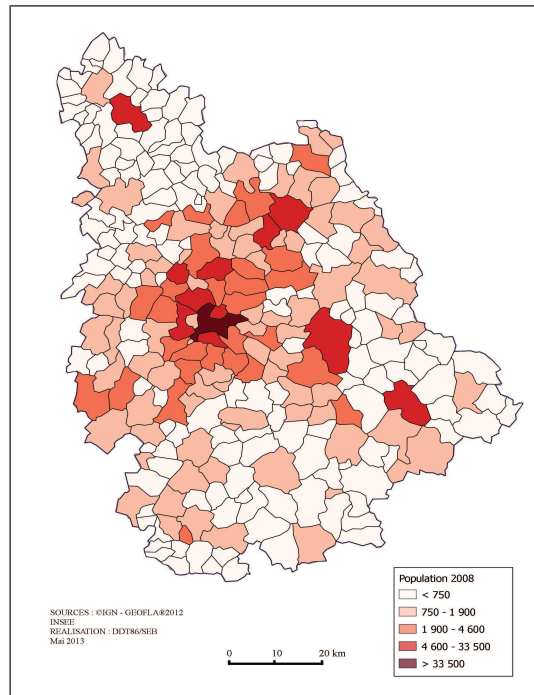 Population 2008
< 750
750 - 1 900
1 900 - 4 600
4 600 - 33 500
> 33 500
SOURCES : ©IGN - GEOFLA®2012
INSEE
REALISATION : DDT86/SEB
Mai 2013
0 10 20 km